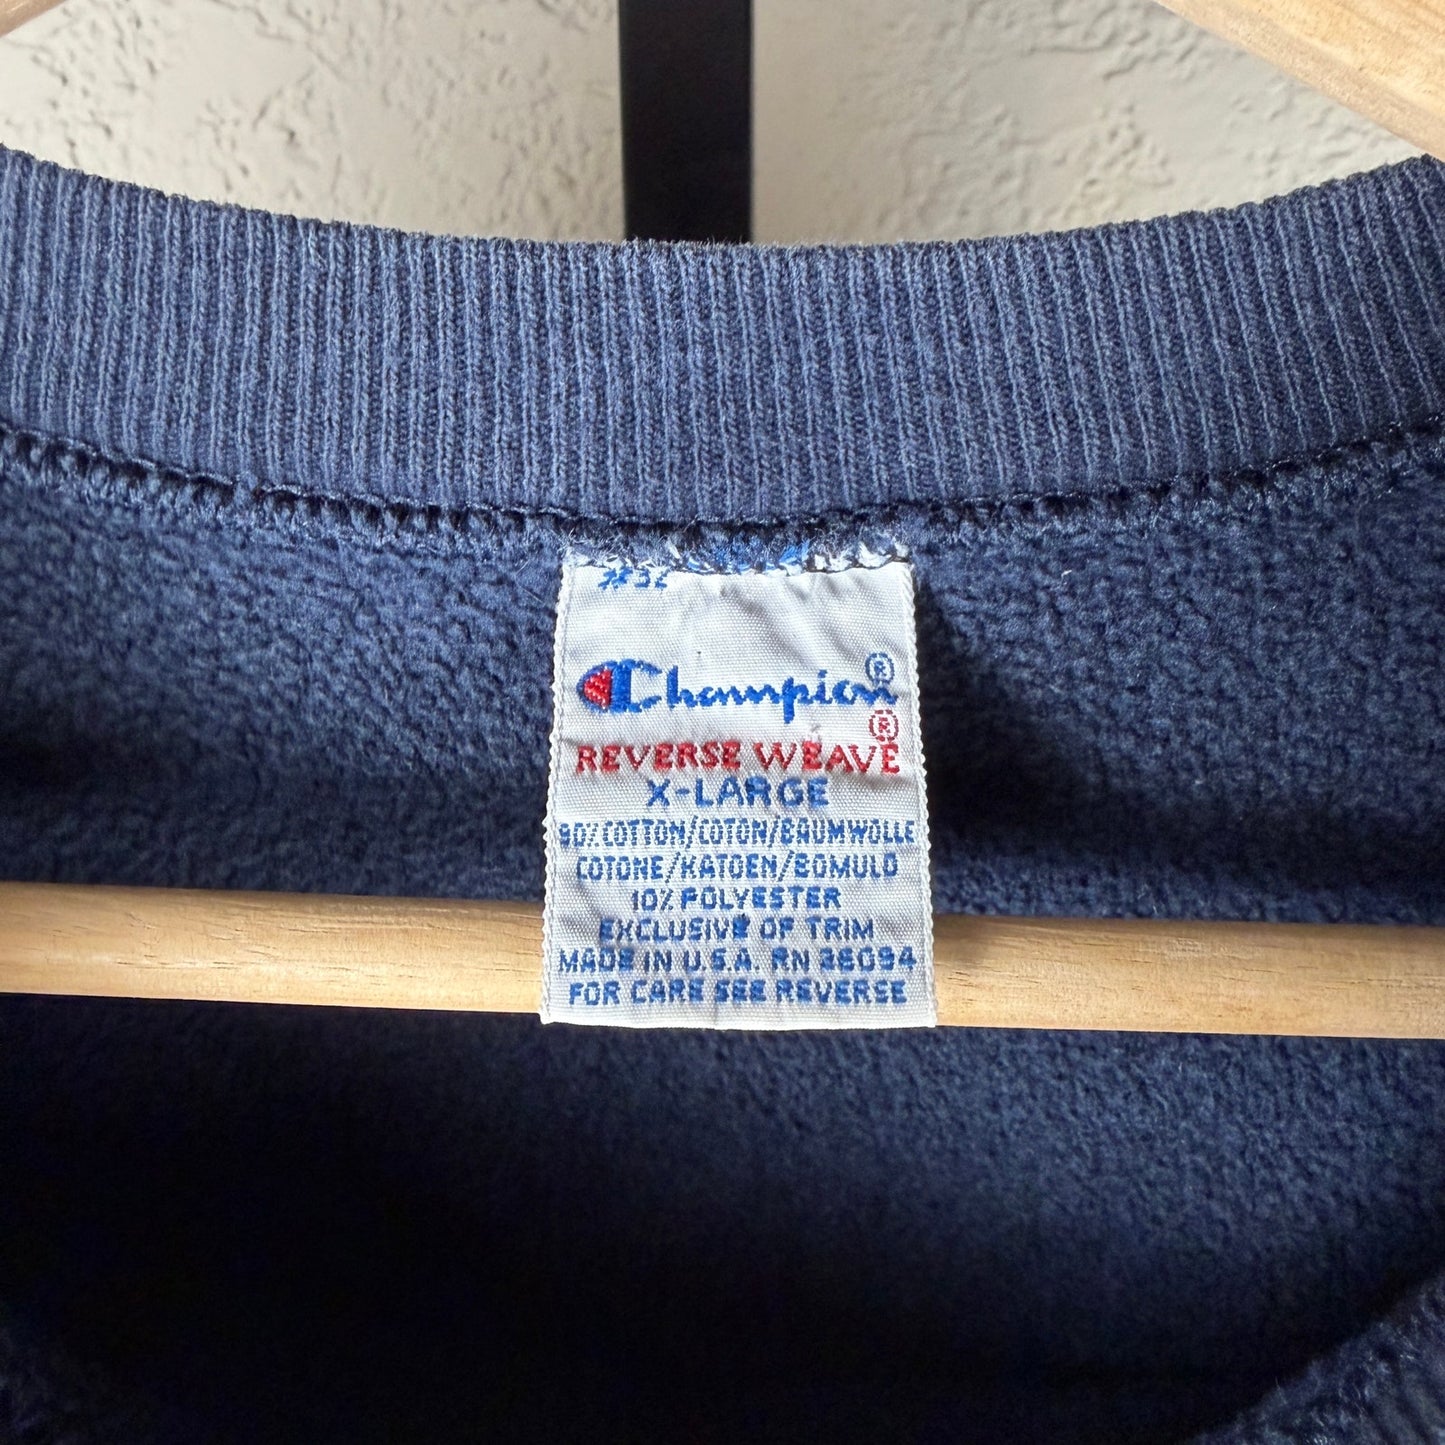 #52
Champion®
REVERSE WEAVE®
X-LARGE
90% COTTON/COTON/BAUMWOLLE
COTONE/KATOEN/BOMULD
10% POLYESTER
EXCLUSIVE OF TRIM
MADE IN U.S.A. RN 26094
FOR CARE SEE REVERSE